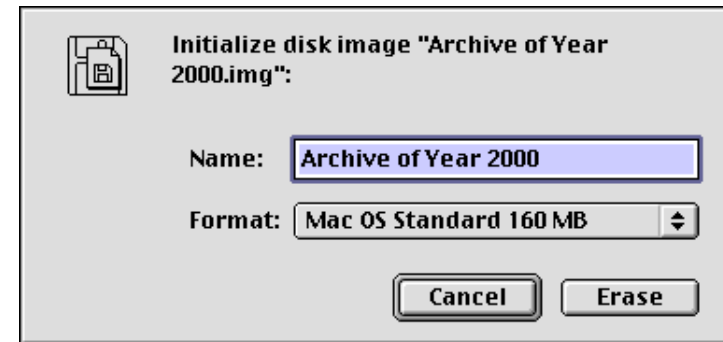 Initialize disk image "Archive of Year
2000.img":
Name: Archive of Year 2000
Format: Mac OS Standard 160 MB
Cancel Erase